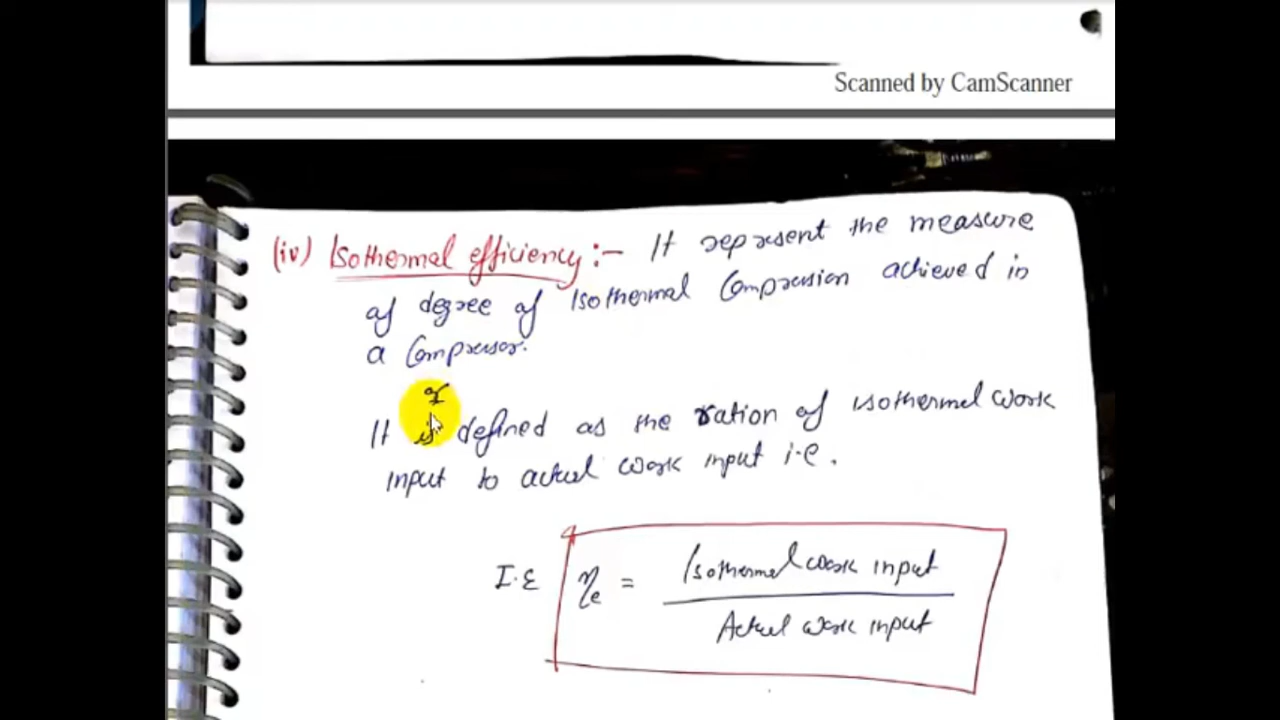 Scanned by CamScanner
(iv) Isothermal efficiency :- It represent the measure
of degree of Isothermal Compression achieved in
a Compressor.
or
It is defined as the ration of isothermal work
input to actual work input i.e.
I.E ηe = Isothermal work input
Actual work input